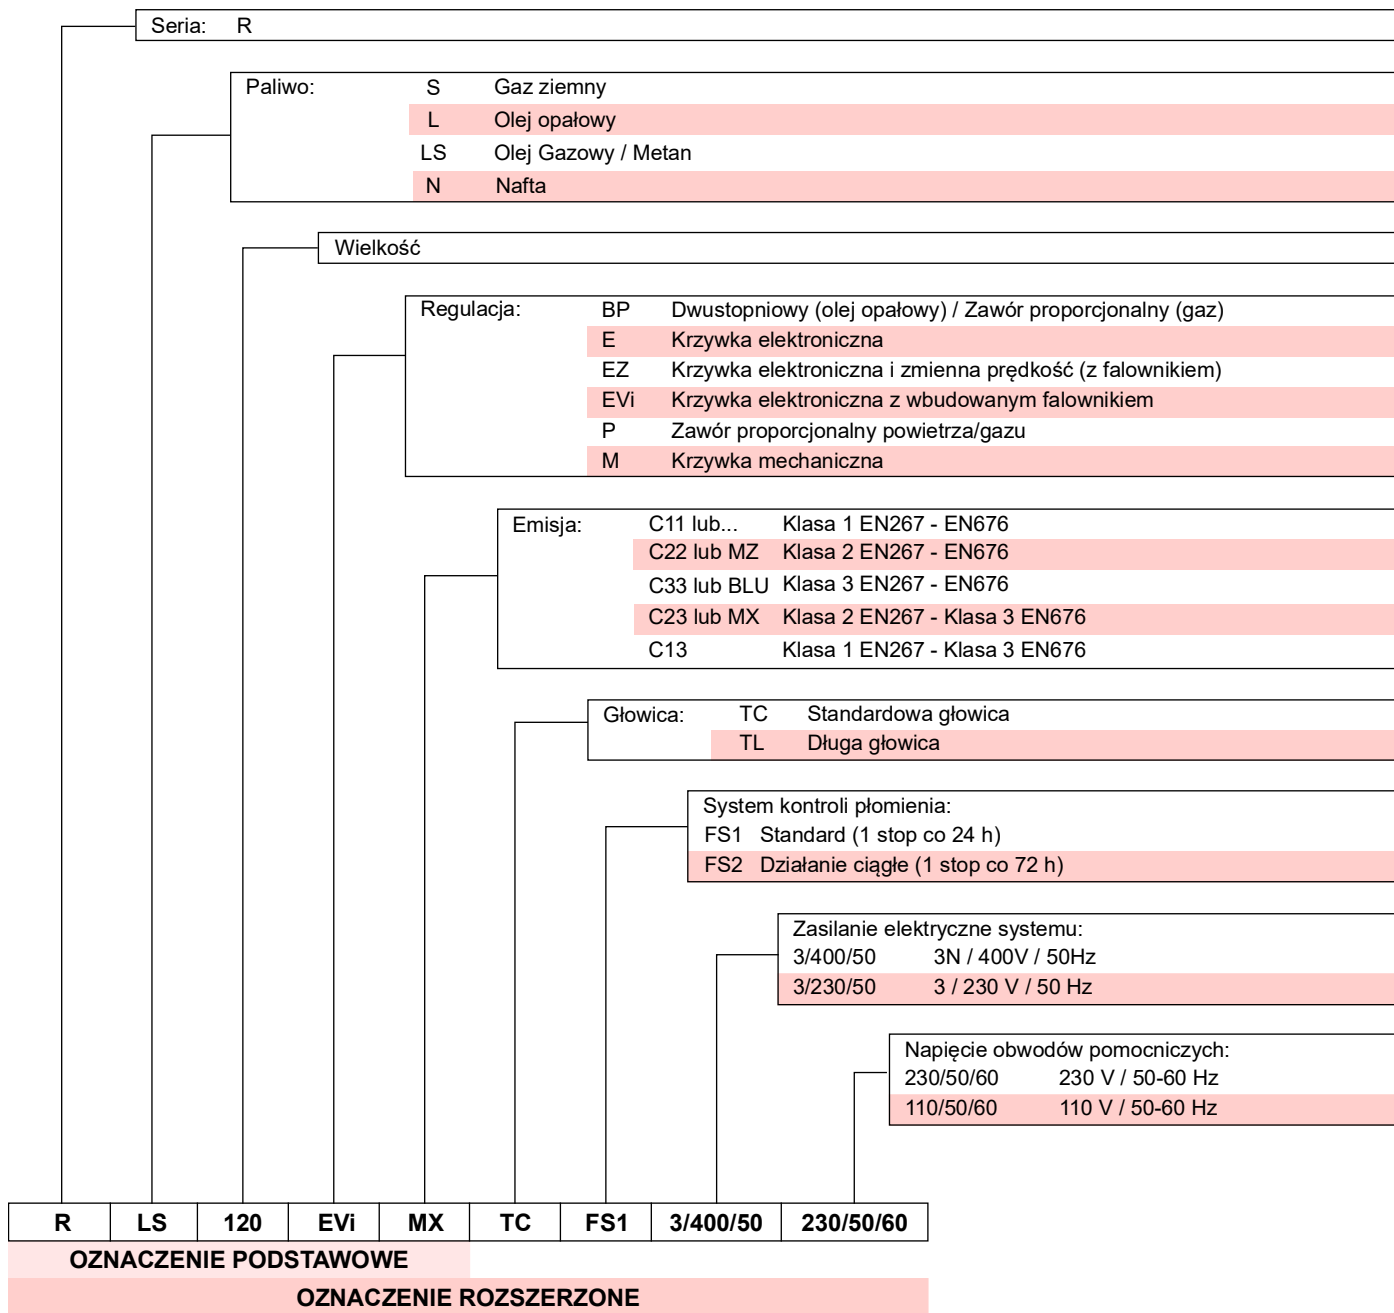 Seria: R
Paliwo: S Gaz ziemny
L Olej opałowy
LS Olej Gazowy / Metan
N Nafta
Wielkość
Regulacja: BP Dwustopniowy (olej opałowy) / Zawór proporcjonalny (gaz)
E Krzywka elektroniczna
EZ Krzywka elektroniczna i zmienna prędkość (z falownikiem)
EVi Krzywka elektroniczna z wbudowanym falownikiem
P Zawór proporcjonalny powietrza/gazu
M Krzywka mechaniczna
Emisja: C11 lub... Klasa 1 EN267 - EN676
C22 lub MZ Klasa 2 EN267 - EN676
C33 lub BLU Klasa 3 EN267 - EN676
C23 lub MX Klasa 2 EN267 - Klasa 3 EN676
C13 Klasa 1 EN267 - Klasa 3 EN676
Głowica: TC Standardowa głowica
TL Długa głowica
System kontroli płomienia:
FS1 Standard (1 stop co 24 h)
FS2 Działanie ciągłe (1 stop co 72 h)
Zasilanie elektryczne systemu:
3/400/50 3N / 400V / 50Hz
3/230/50 3 / 230 V / 50 Hz
Napięcie obwodów pomocniczych:
230/50/60 230 V / 50-60 Hz
110/50/60 110 V / 50-60 Hz
R LS 120 EVi MX TC FS1 3/400/50 230/50/60
OZNACZENIE PODSTAWOWE
OZNACZENIE ROZSZERZONE